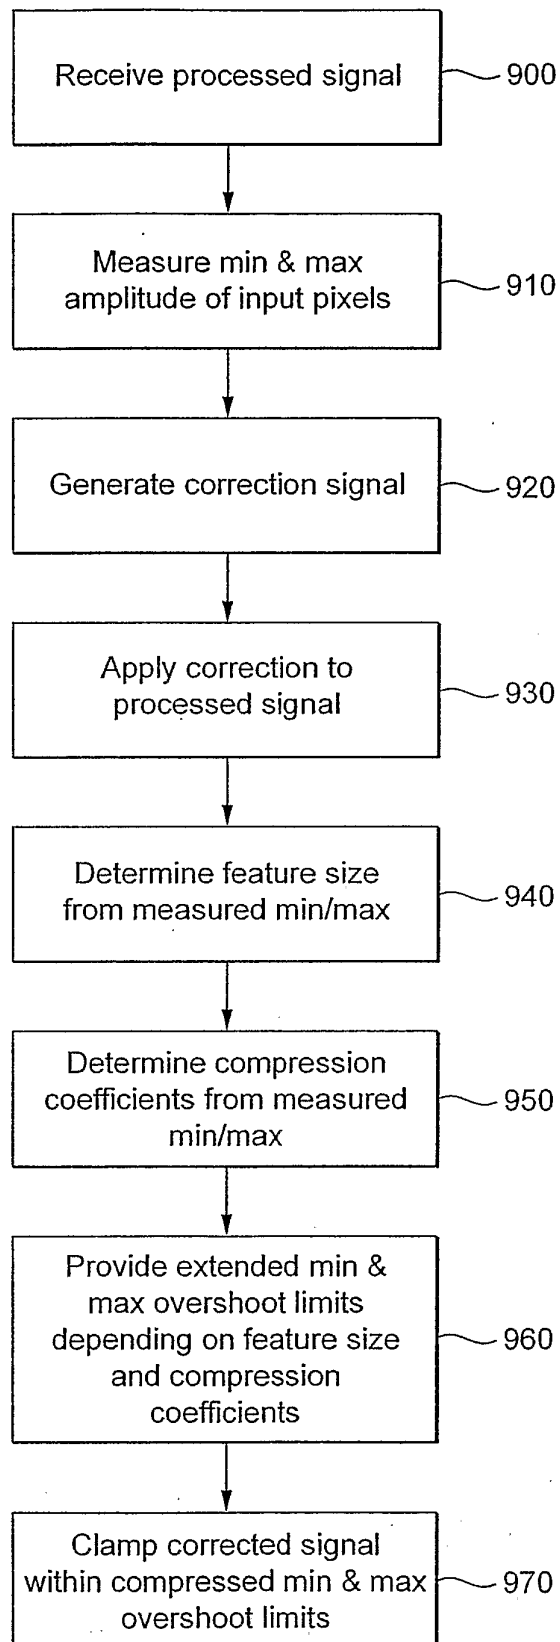 Receive processed signal
900
Measure min & max
amplitude of input pixels
910
Generate correction signal
920
Apply correction to
processed signal
930
Determine feature size
from measured min/max
940
Determine compression
coefficients from measured
min/max
950
Provide extended min &
max overshoot limits
depending on feature size
and compression
coefficients
960
Clamp corrected signal
within compressed min & max
overshoot limits
970